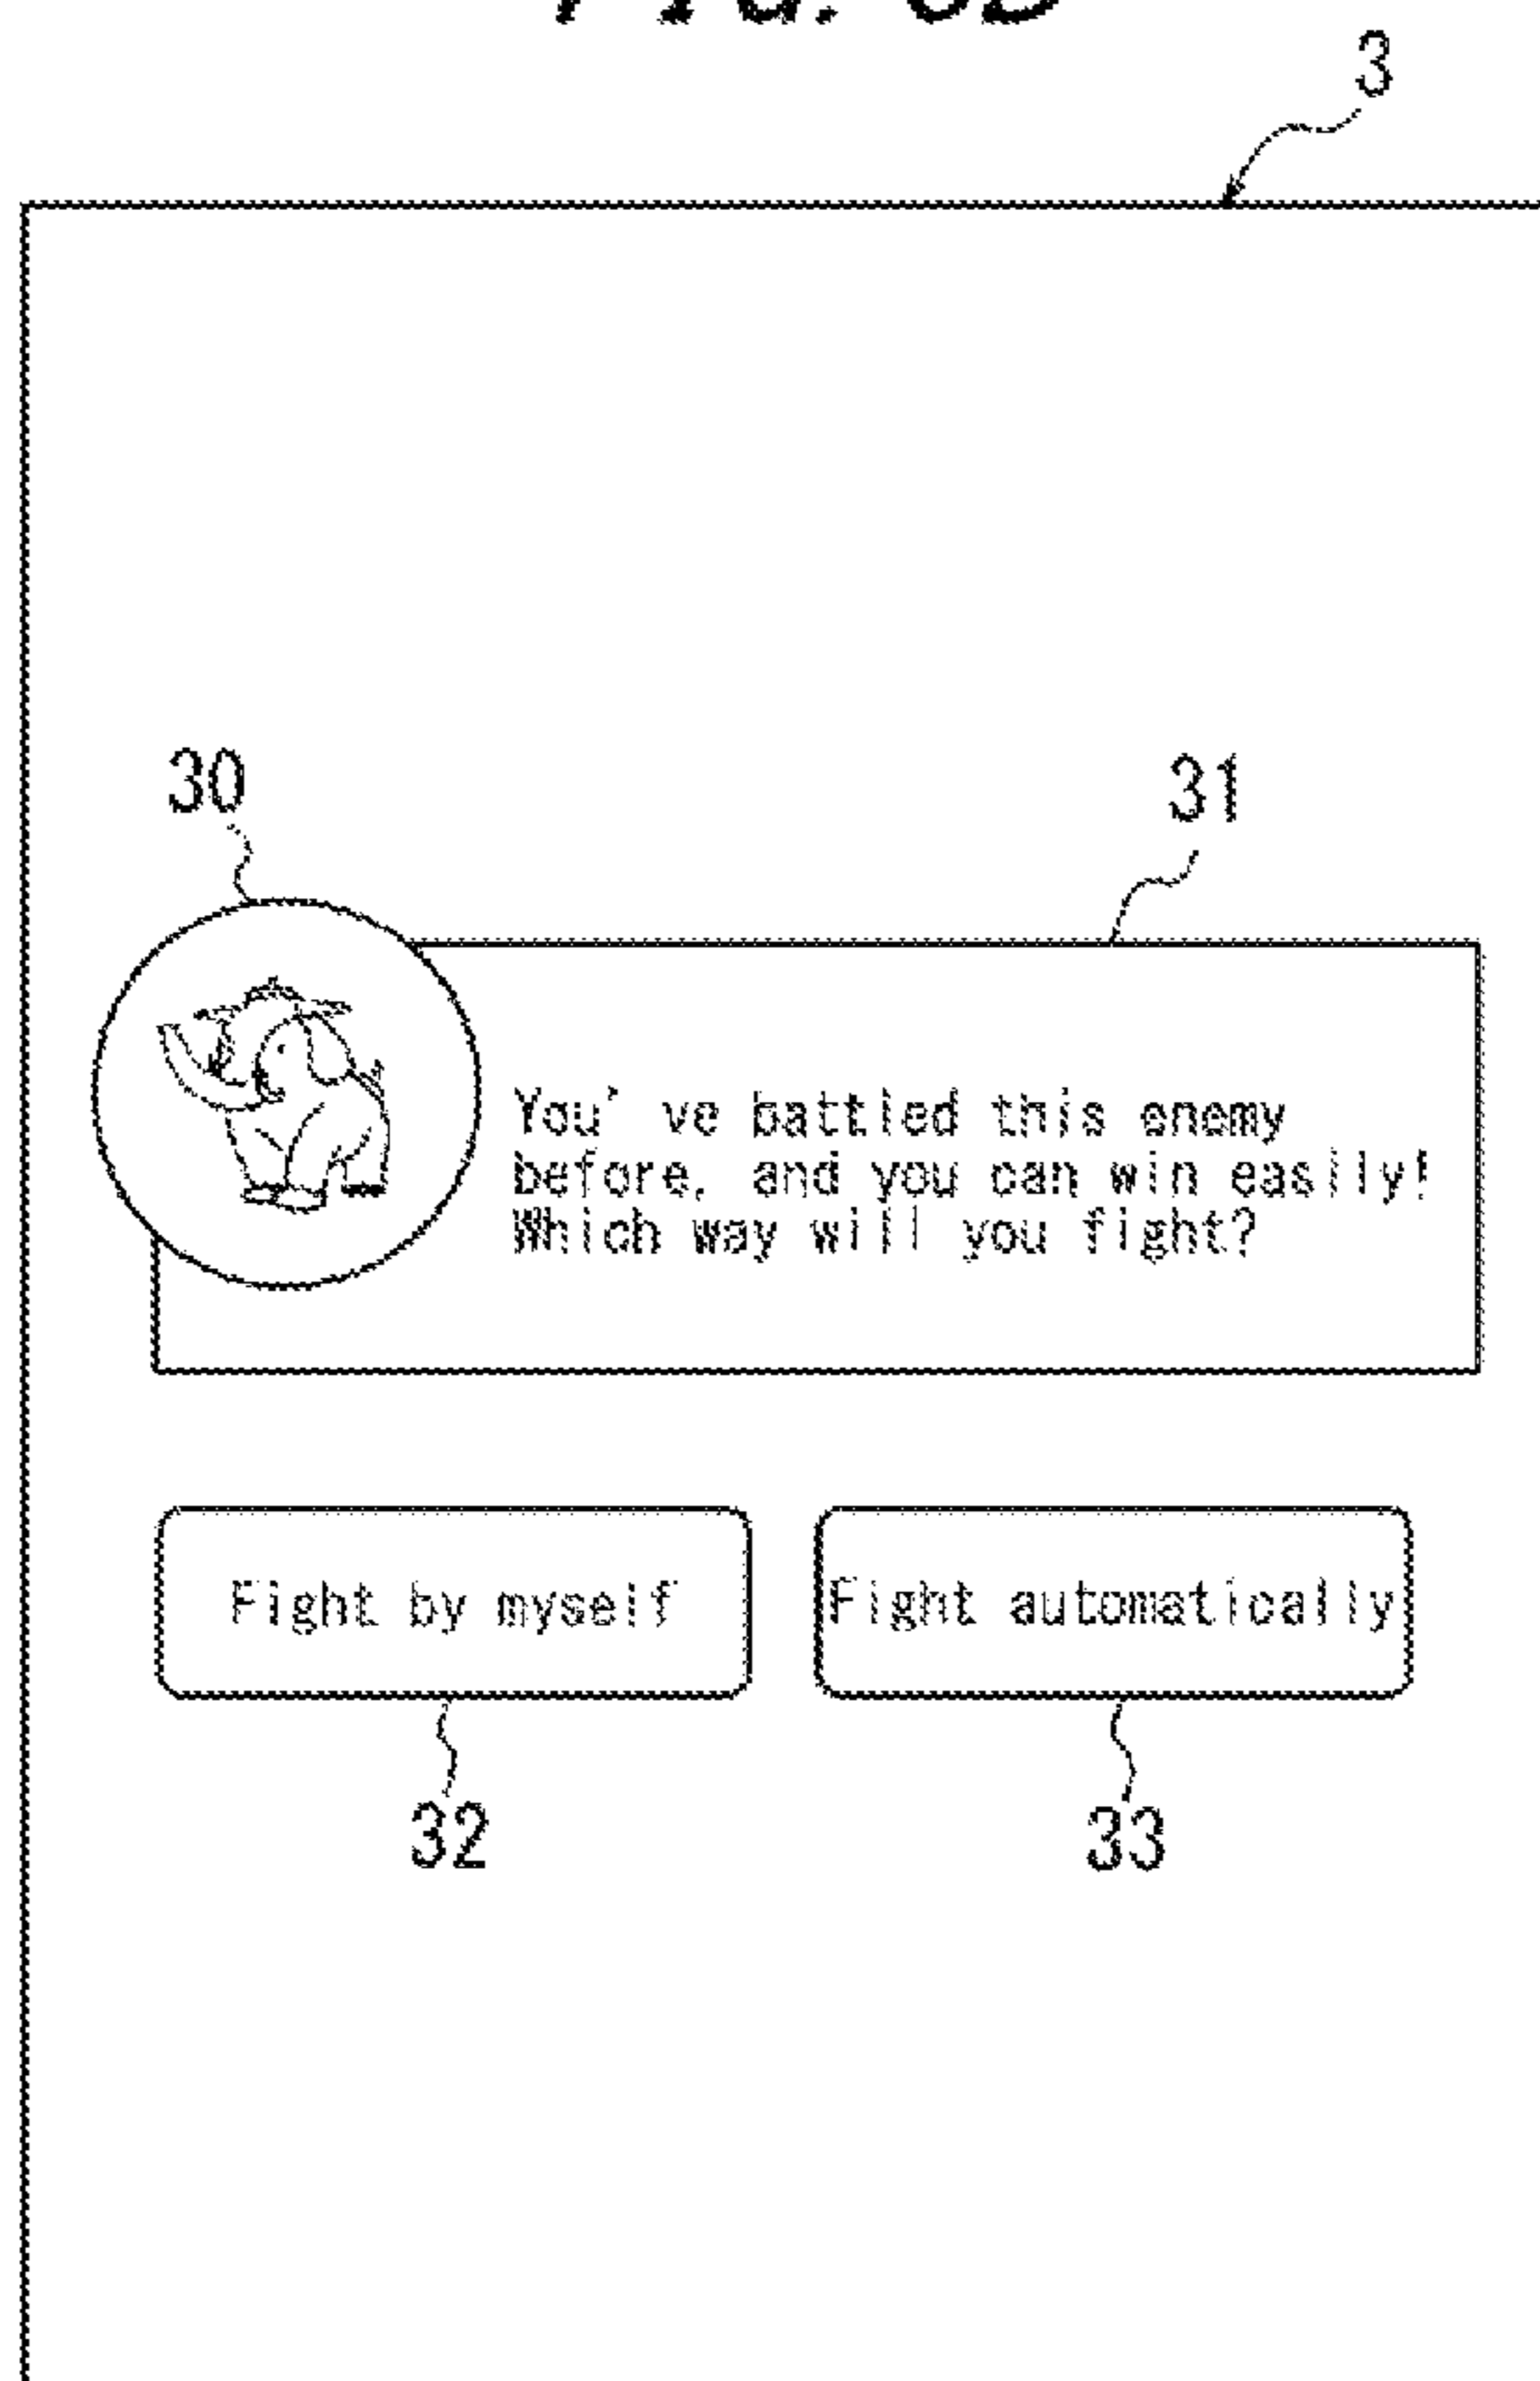 3
30
31
You've battled this enemy
before, and you can win easily!
Which way will you fight?
Fight by myself
Fight automatically
32
33